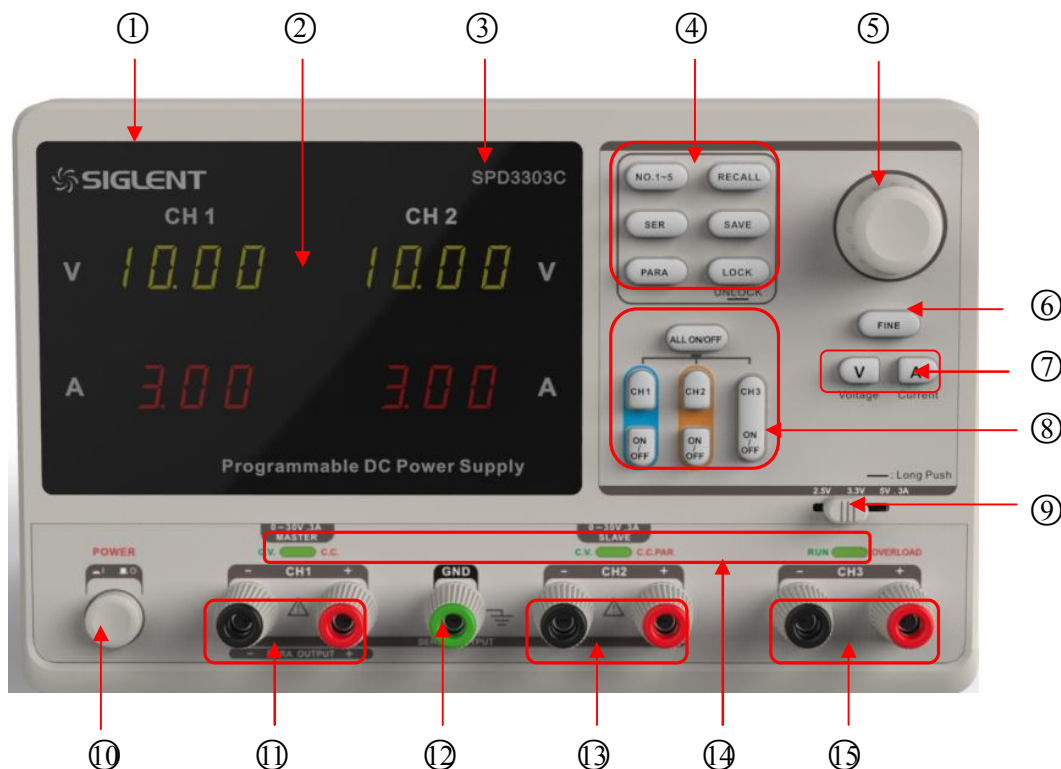 ① ② ③ ④ ⑤
SIGLENT SPD3303C
CH 1 CH 2
V 10.00 10.00 V
A 3.00 3.00 A
Programmable DC Power Supply
NO.1~5 RECALL
SER SAVE
PARA LOCK
UNLOCK
ALL ON/OFF
CH1 CH2 CH3
ON/OFF ON/OFF ON/OFF
FINE ⑥
V A ⑦
Voltage Current
⑧
: Long Push
2.5V 3.3V 5V . 3A
⑨
0~30V.3A 0~30V.3A
MASTER SLAVE
POWER C.V. C.C. C.V. C.C.PAR RUN OVERLOAD
− CH1 + GND − CH2 + − CH3 +
− PARA OUTPUT +
⑩ ⑪ ⑫ ⑬ ⑭ ⑮